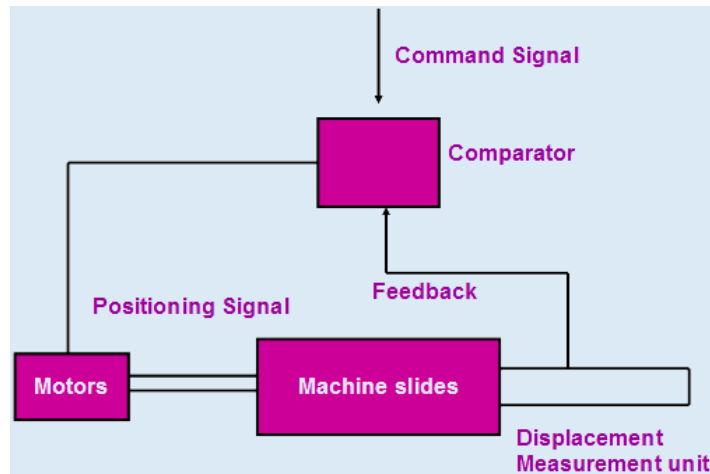 Command Signal
Comparator
Feedback
Positioning Signal
Motors
Machine slides
Displacement
Measurement unit